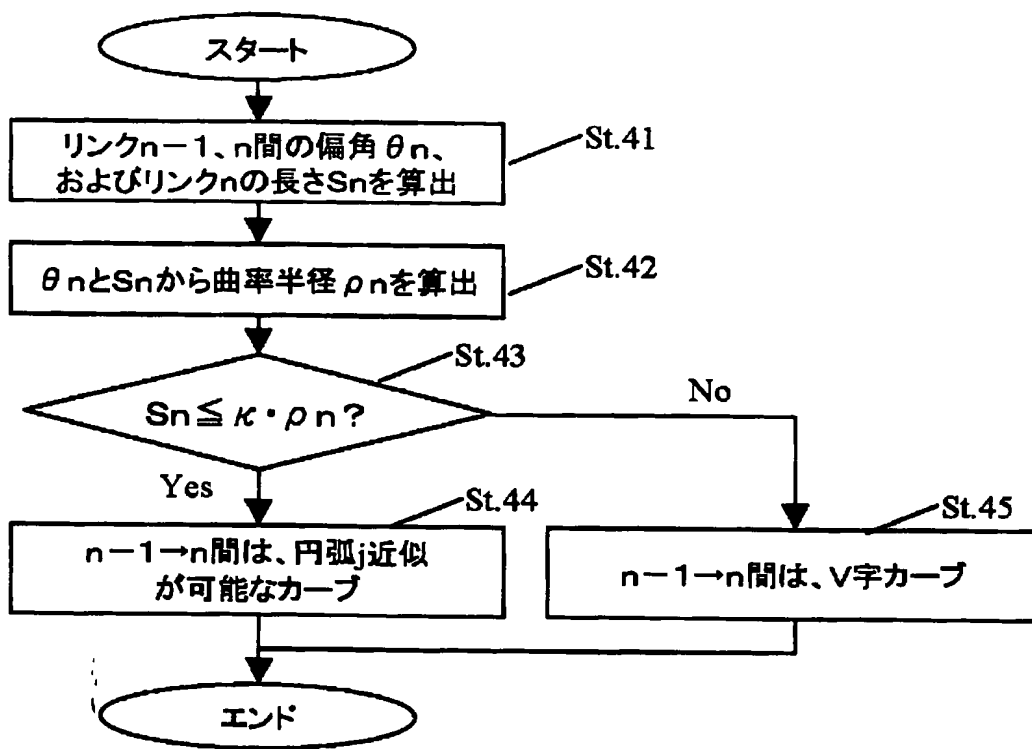 スタート
リンクn-1、n間の偏角θn、
およびリンクnの長さSnを算出
St.41
θnとSnから曲率半径ρnを算出
St.42
St.43
Sn≦κ・ρn?
No
Yes
St.44
St.45
n-1→n間は、円弧j近似
が可能なカーブ
n-1→n間は、V字カーブ
エンド